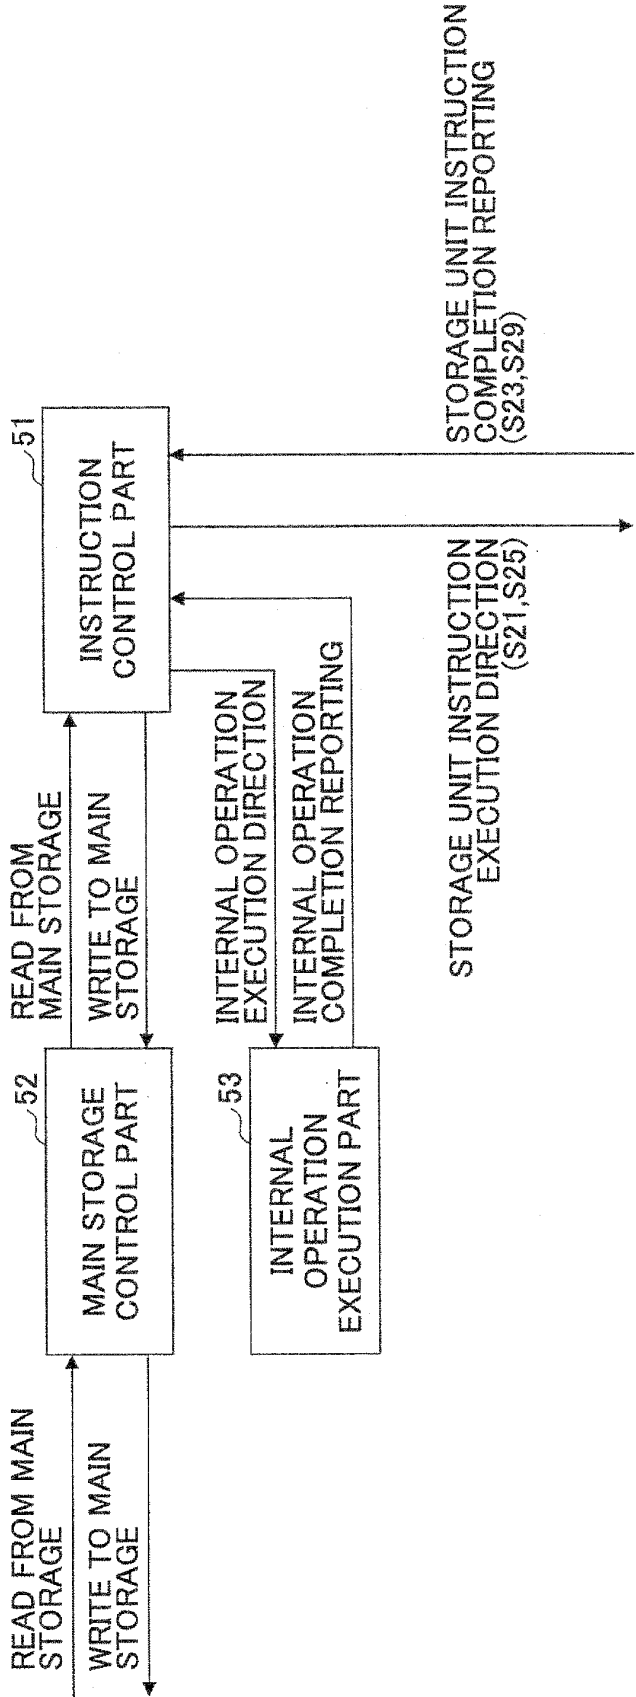 READ FROM MAIN
STORAGE
WRITE TO MAIN
STORAGE
52
MAIN STORAGE
CONTROL PART
READ FROM
MAIN STORAGE
WRITE TO MAIN
STORAGE
51
INSTRUCTION
CONTROL PART
53
INTERNAL
OPERATION
EXECUTION PART
INTERNAL OPERATION
EXECUTION DIRECTION
INTERNAL OPERATION
COMPLETION REPORTING
STORAGE UNIT INSTRUCTION
EXECUTION DIRECTION
(S21,S25)
STORAGE UNIT INSTRUCTION
COMPLETION REPORTING
(S23,S29)